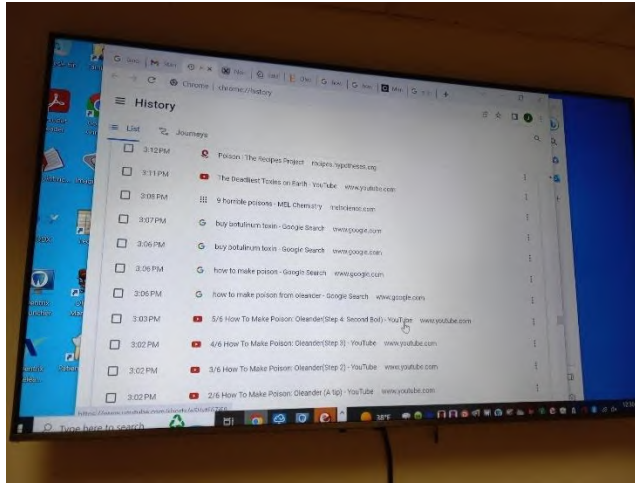 Chrome | chrome://history
History
List Journeys
3:12 PM Poison | The Recipes Project recipes.hypotheses.org
3:11 PM The Deadliest Toxins on Earth - YouTube www.youtube.com
3:08 PM 9 horrible poisons - MEL Chemistry melscience.com
3:07 PM buy botulinum toxin - Google Search www.google.com
3:06 PM buy botulinum toxin - Google Search www.google.com
3:06 PM how to make poison - Google Search www.google.com
3:06 PM how to make poison from oleander - Google Search www.google.com
3:03 PM 5/6 How To Make Poison: Oleander(Step 4: Second Boil) - YouTube www.youtube.com
3:02 PM 4/6 How To Make Poison: Oleander(Step 3) - YouTube www.youtube.com
3:02 PM 3/6 How To Make Poison: Oleander(Step 2) - YouTube www.youtube.com
3:02 PM 2/6 How To Make Poison: Oleander (A tip) - YouTube www.youtube.com
Type here to search
38°F